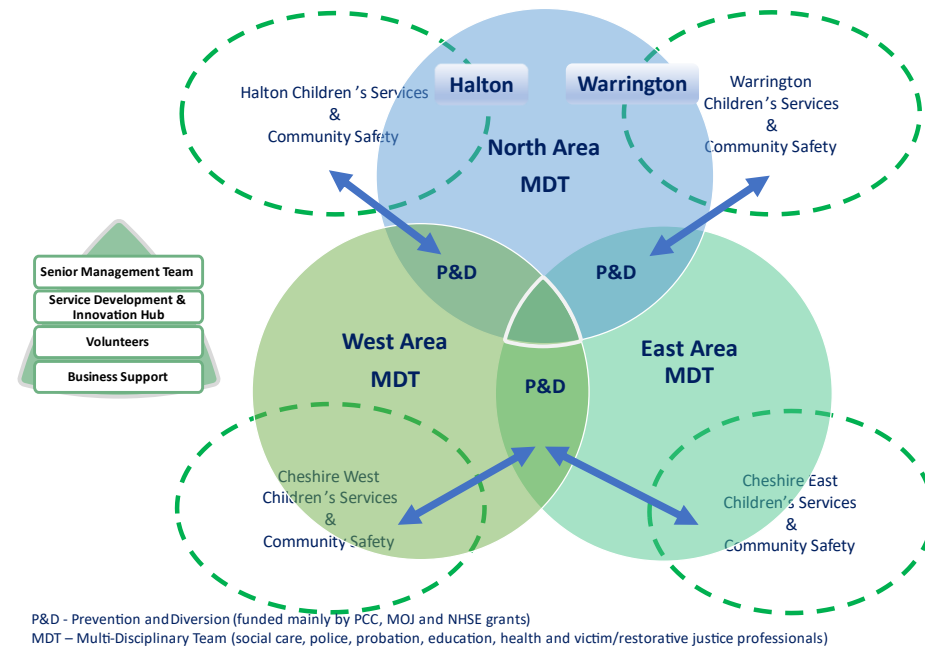 Halton Children's Services
&
Community Safety
Halton
Warrington
Warrington
Children's Services
&
Community Safety
North Area
MDT
P&D
P&D
Senior Management Team
Service Development &
Innovation Hub
Volunteers
Business Support
West Area
MDT
East Area
MDT
P&D
Cheshire West
Children's Services
&
Community Safety
Cheshire East
Children's Services
&
Community Safety
P&D - Prevention and Diversion (funded mainly by PCC, MOJ and NHSE grants)
MDT – Multi-Disciplinary Team (social care, police, probation, education, health and victim/restorative justice professionals)